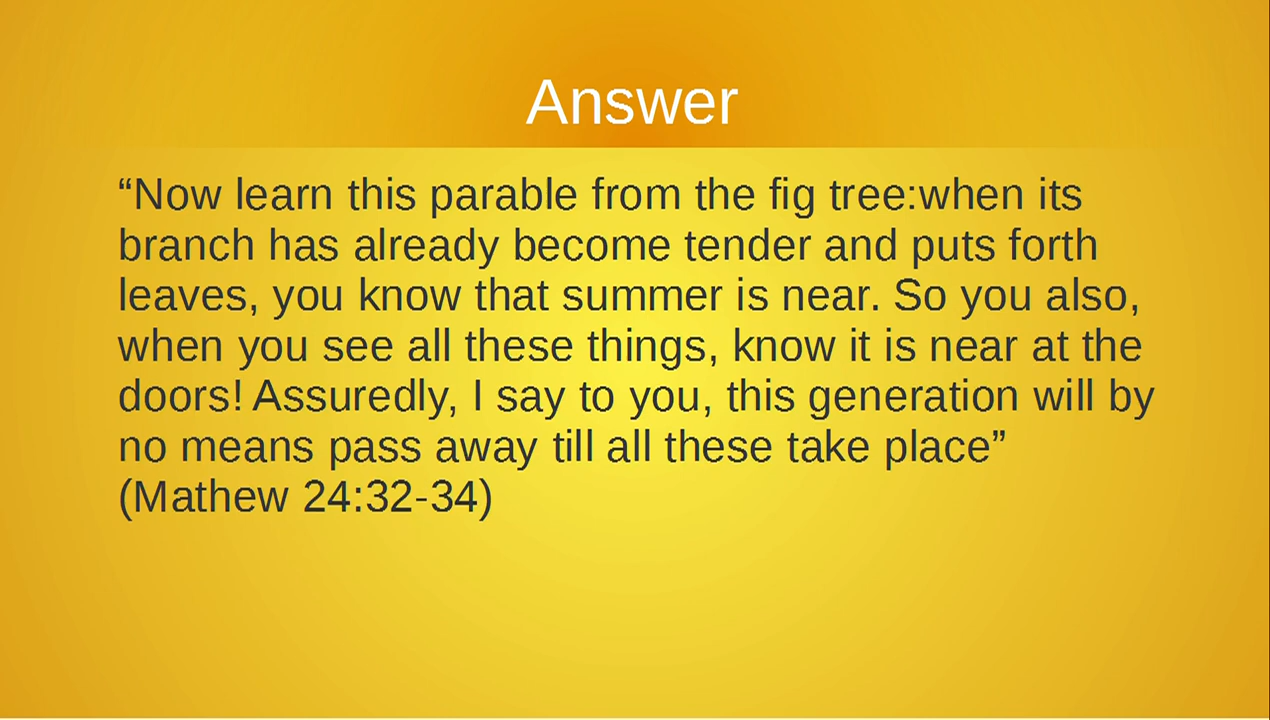 Answer
“Now learn this parable from the fig tree:when its
branch has already become tender and puts forth
leaves, you know that summer is near. So you also,
when you see all these things, know it is near at the
doors! Assuredly, I say to you, this generation will by
no means pass away till all these take place”
(Mathew 24:32-34)